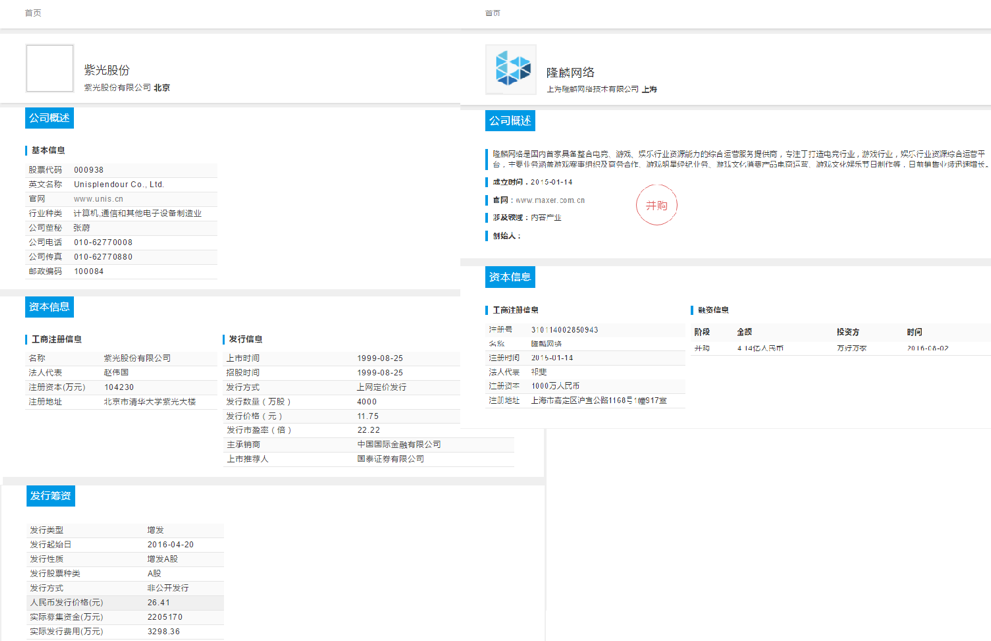 首页
紫光股份
紫光股份有限公司 北京
公司概述
基本信息
股票代码 000938
英文名称 Unisplendour Co., Ltd.
官网 www.unis.cn
行业种类 计算机,通信和其他电子设备制造业
公司董秘 张蔚
公司电话 010-62770008
公司传真 010-62770880
邮政编码 100084
资本信息
工商注册信息
名称 紫光股份有限公司
法人代表 赵伟国
注册资本(万元) 104230
注册地址 北京市清华大学紫光大楼
发行信息
上市时间 1999-08-25
招股时间 1999-08-25
发行方式 上网定价发行
发行数量（万股） 4000
发行价格（元） 11.75
发行市盈率（倍） 22.22
主承销商 中国国际金融有限公司
上市推荐人 国泰证券有限公司
发行筹资
发行类型 增发
发行起始日 2016-04-20
发行性质 增发A股
发行股票种类 A股
发行方式 非公开发行
人民币发行价格(元) 26.41
实际募集资金(万元) 2205170
实际发行费用(万元) 3298.36
首页
隆麟网络
上海隆麟网络技术有限公司 上海
公司概述
隆麟网络是国内首家具备整合电竞、游戏、娱乐行业资源能力的综合运营服务提供商，专注于打造电竞行业，游戏行业，娱乐行业资源综合运营平
台，主要业务涵盖游戏赛事组织及商务合作、游戏明星经纪业务、游戏文化消费产品电商运营、游戏文化娱乐节目制作等，目前销售业绩迅速增长。
成立时间：2015-01-14
官网：www.maxer.com.cn
涉及领域：内容产业
创始人：
并购
资本信息
工商注册信息
注册号 310114002850943
名称 隆麟网络
注册时间 2015-01-14
法人代表 祁斐
注册资本 1000万人民币
注册地址 上海市嘉定区沪宜公路1168号1幢917室
融资信息
阶段 金额 投资方 时间
并购 4.14亿人民币 万好万家 2016-08-02